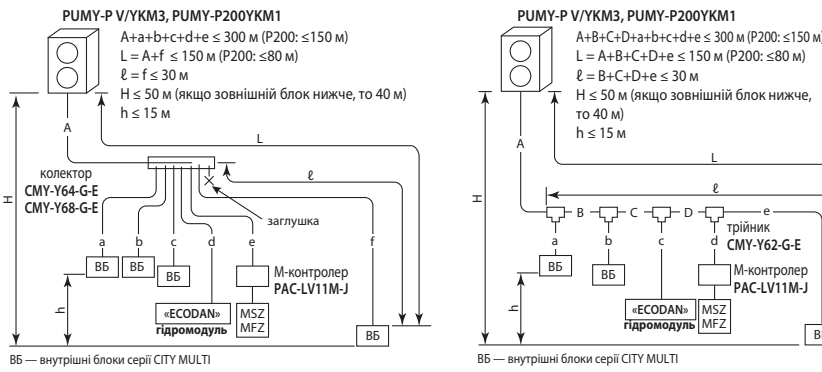 PUMY-P V/YKM3, PUMY-P200YKM1
A+a+b+c+d+e ≤ 300 м (P200: ≤150 м)
L = A+f ≤ 150 м (P200: ≤80 м)
ℓ = f ≤ 30 м
H ≤ 50 м (якщо зовнішній блок нижче, то 40 м)
h ≤ 15 м
A
L
H
колектор
CMY-Y64-G-E
CMY-Y68-G-E
ℓ
заглушка
a
b
c
d
e
f
ВБ
ВБ
ВБ
М-контролер
PAC-LV11M-J
h
«ECODAN»
гідромодуль
MSZ
MFZ
ВБ
ВБ — внутрішні блоки серії CITY MULTI
PUMY-P V/YKM3, PUMY-P200YKM1
A+B+C+D+a+b+c+d+e ≤ 300 м (P200: ≤150 м)
L = A+B+C+D+e ≤ 150 м (P200: ≤80 м)
ℓ = B+C+D+e ≤ 30 м
H ≤ 50 м (якщо зовнішній блок нижче,
то 40 м)
h ≤ 15 м
A
L
H
ℓ
B
C
D
e
трійник
CMY-Y62-G-E
a
b
c
d
ВБ
ВБ
М-контролер
PAC-LV11M-J
h
«ECODAN»
гідромодуль
MSZ
MFZ
ВБ — внутрішні блоки серії CITY MULTI